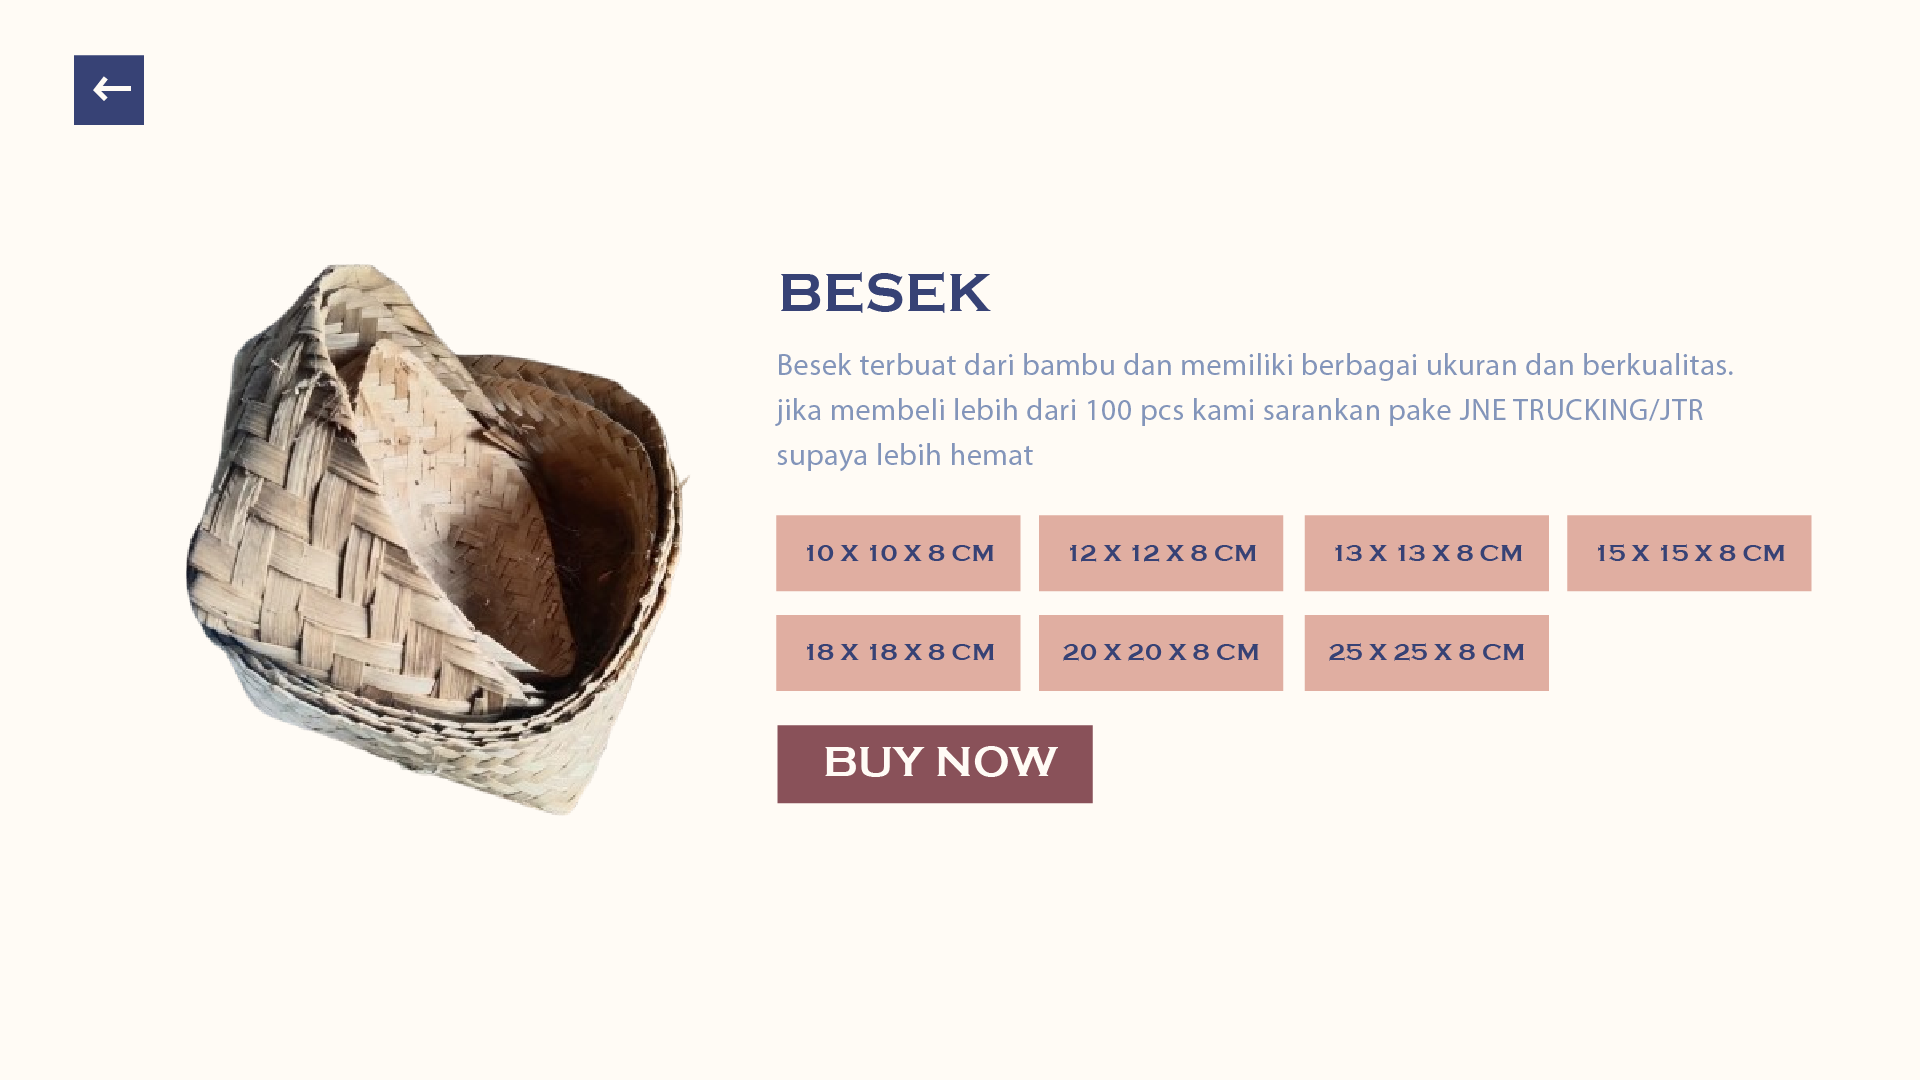 BESEK
Besek terbuat dari bambu dan memiliki berbagai ukuran dan berkualitas.
jika membeli lebih dari 100 pcs kami sarankan pake JNE TRUCKING/JTR
supaya lebih hemat
10 X 10 X 8 CM
12 X 12 X 8 CM
13 X 13 X 8 CM
15 X 15 X 8 CM
18 X 18 X 8 CM
20 X 20 X 8 CM
25 X 25 X 8 CM
BUY NOW